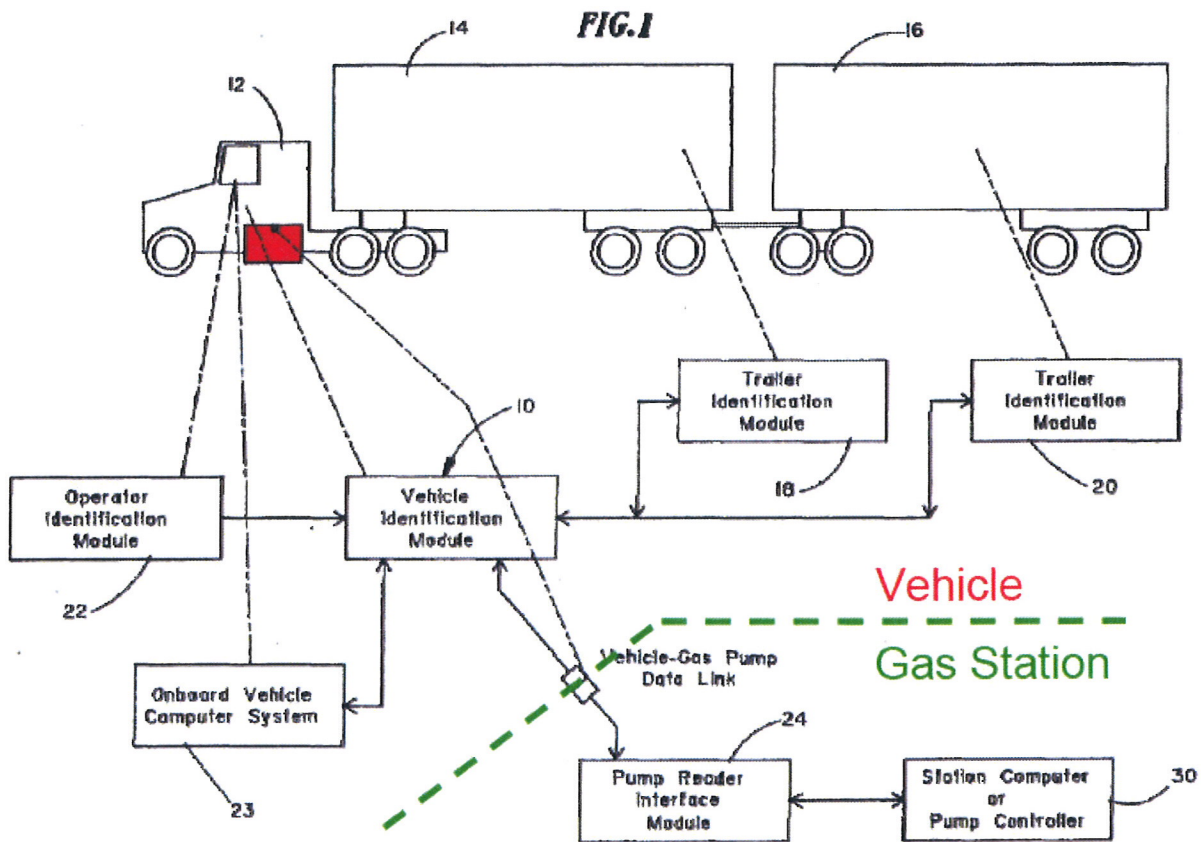 FIG.1
14
16
12
Trailer
Identification
Module
Trailer
Identification
Module
10
18
20
Operator
Identification
Module
Vehicle
Identification
Module
22
Vehicle
Gas Station
Vehicle-Gas Pump
Data Link
Onboard Vehicle
Computer System
24
23
Pump Reader
Interface
Module
Station Computer
or
Pump Controller
30